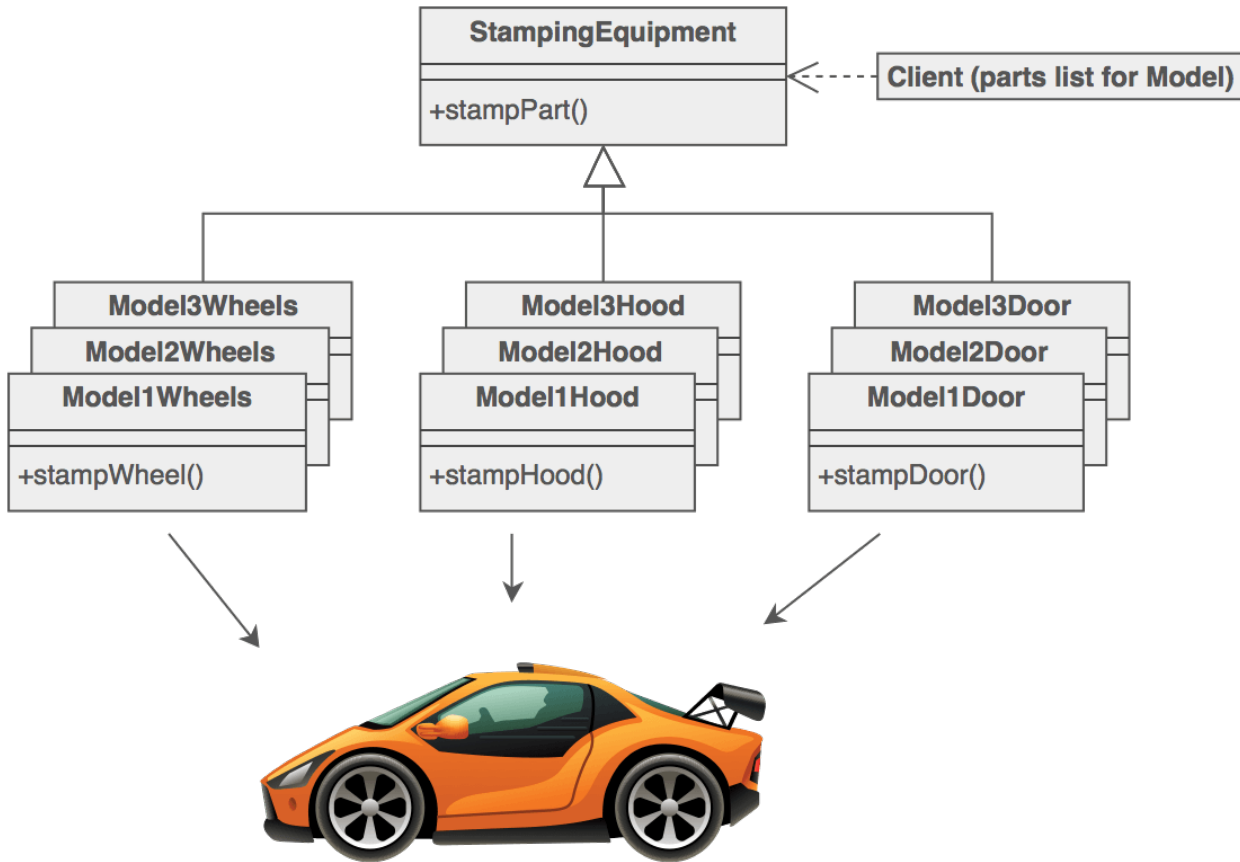 StampingEquipment
+stampPart()
Client (parts list for Model)
Model3Wheels
Model2Wheels
Model1Wheels
+stampWheel()
Model3Hood
Model2Hood
Model1Hood
+stampHood()
Model3Door
Model2Door
Model1Door
+stampDoor()